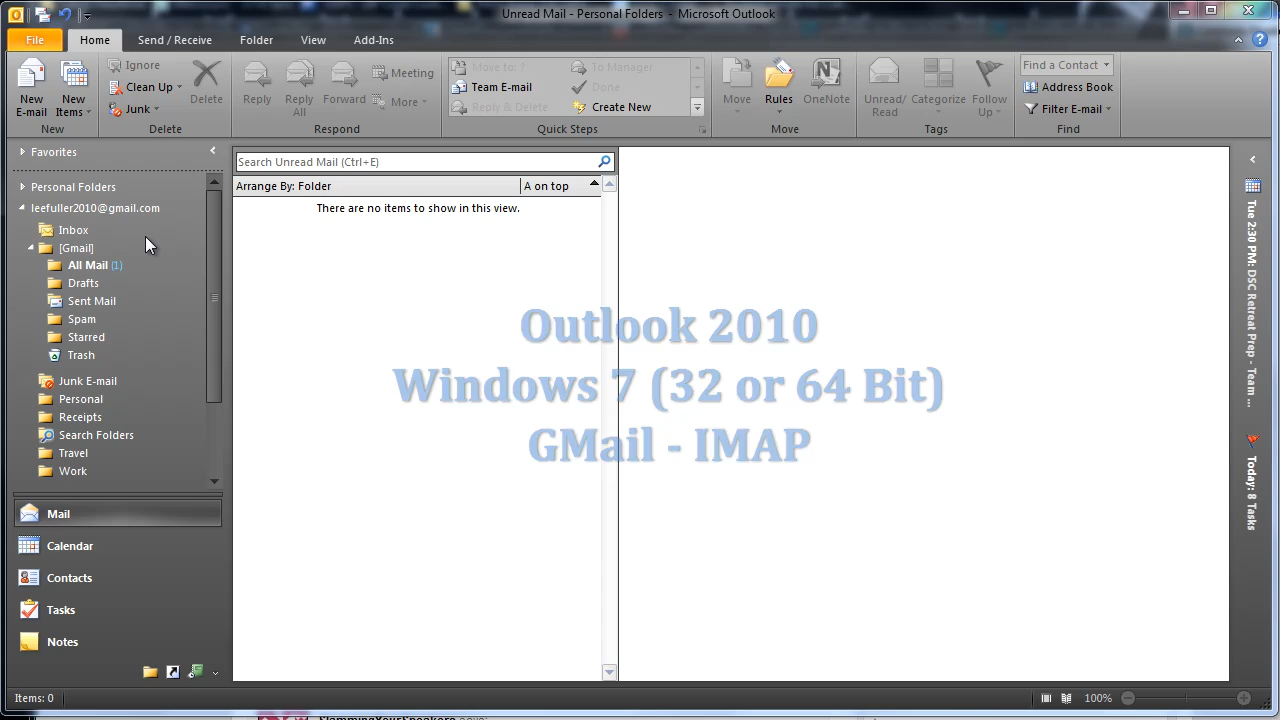 Unread Mail - Personal Folders - Microsoft Outlook
File Home Send / Receive Folder View Add-Ins
New E-mail
New Items
New
Ignore
Clean Up
Junk
Delete
Delete
Reply
Reply All
Forward
Meeting
More
Respond
Move to: ?
Team E-mail
Reply & Delete
To Manager
Done
Create New
Quick Steps
Move
Rules
OneNote
Move
Unread/ Read
Categorize
Follow Up
Tags
Find a Contact
Address Book
Filter E-mail
Find
Favorites
Personal Folders
leefuller2010@gmail.com
Inbox
[Gmail]
All Mail (1)
Drafts
Sent Mail
Spam
Starred
Trash
Junk E-mail
Personal
Receipts
Search Folders
Travel
Work
Mail
Calendar
Contacts
Tasks
Notes
Search Unread Mail (Ctrl+E)
Arrange By: Folder A on top
There are no items to show in this view.
Outlook 2010
Windows 7 (32 or 64 Bit)
GMail - IMAP
Tue 2:30 PM: DSC Retreat Prep - Team ...
Today: 8 Tasks
Items: 0
100%